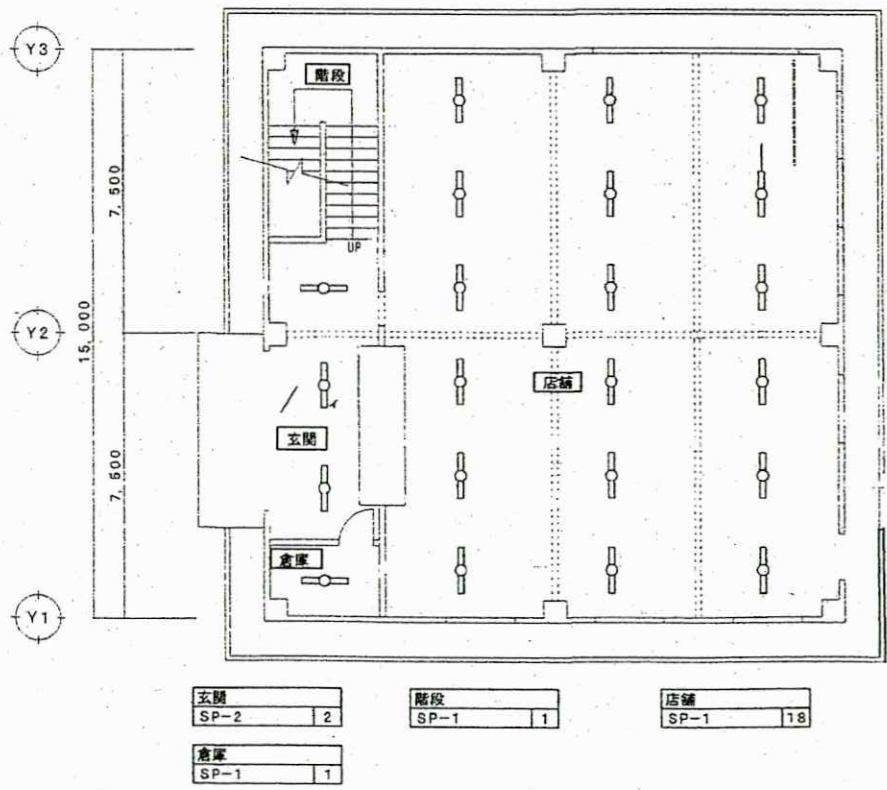 Y3
階段
7,500
UP
Y2
15,000
店舗
玄関
7,500
倉庫
Y1
玄関
SP-2 2
階段
SP-1 1
店舗
SP-1 18
倉庫
SP-1 1